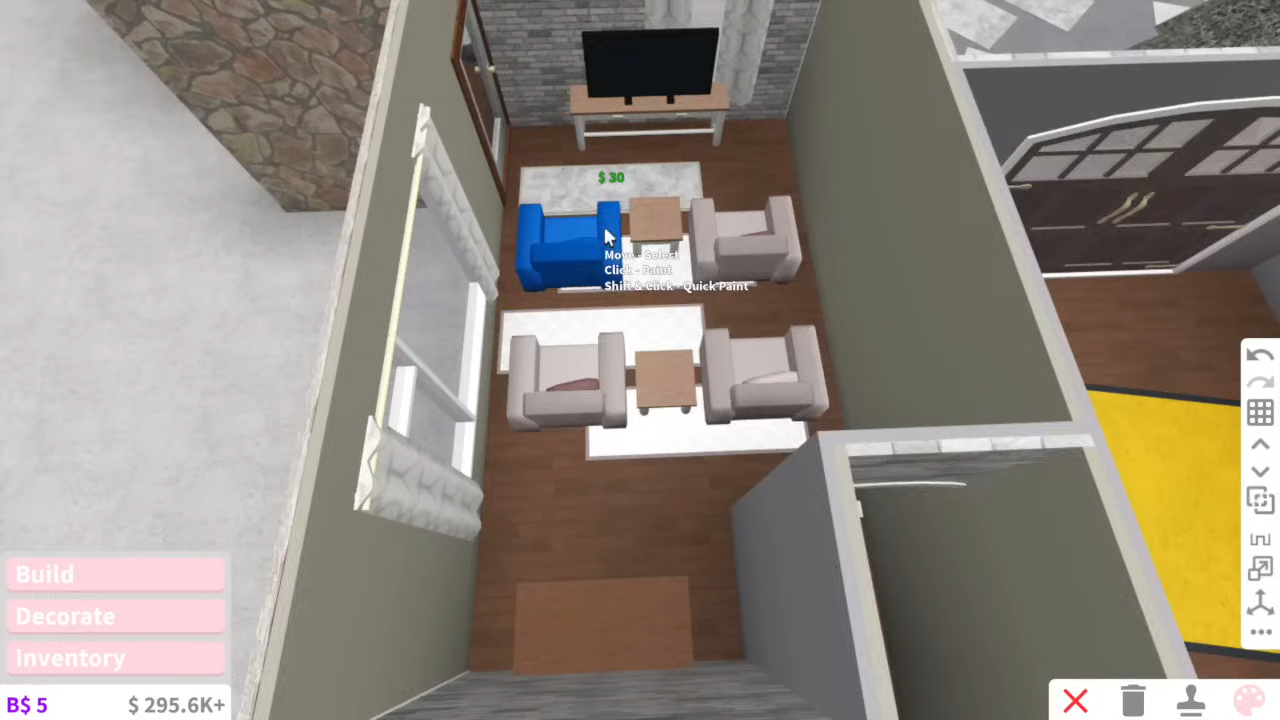 $ 30
Move - Select
Click - Paint
Shift & Click - Quick Paint
Build
Decorate
Inventory
B$ 5
$ 295.6K+